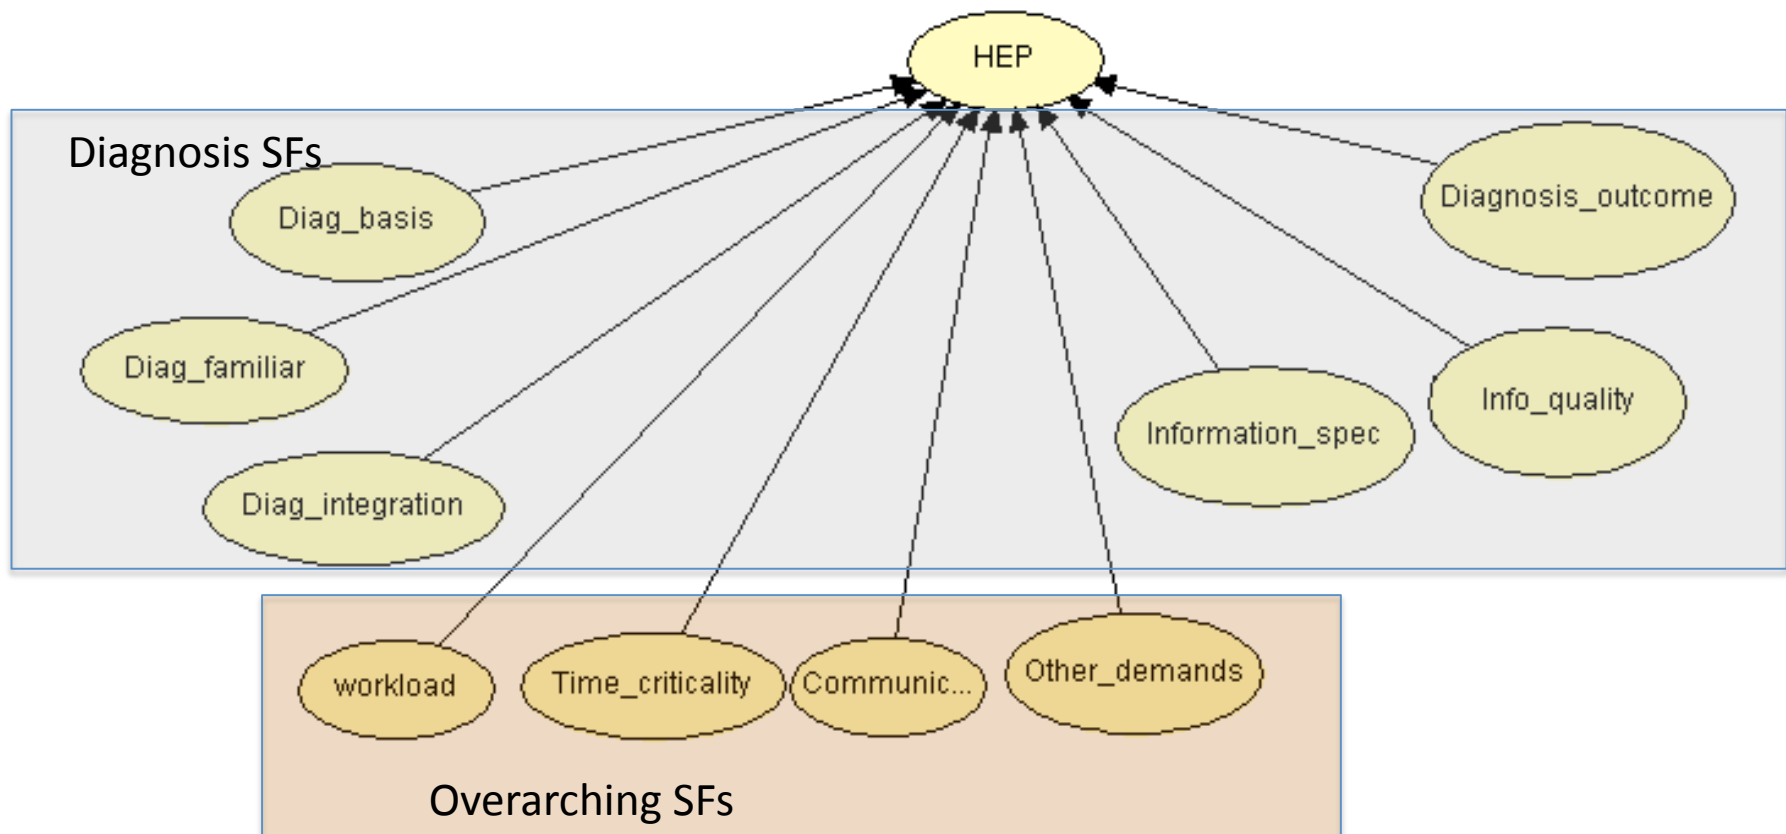 HEP
Diagnosis SFs
Diag_basis
Diagnosis_outcome
Diag_familiar
Info_quality
Information_spec
Diag_integration
workload
Time_criticality
Communic...
Other_demands
Overarching SFs